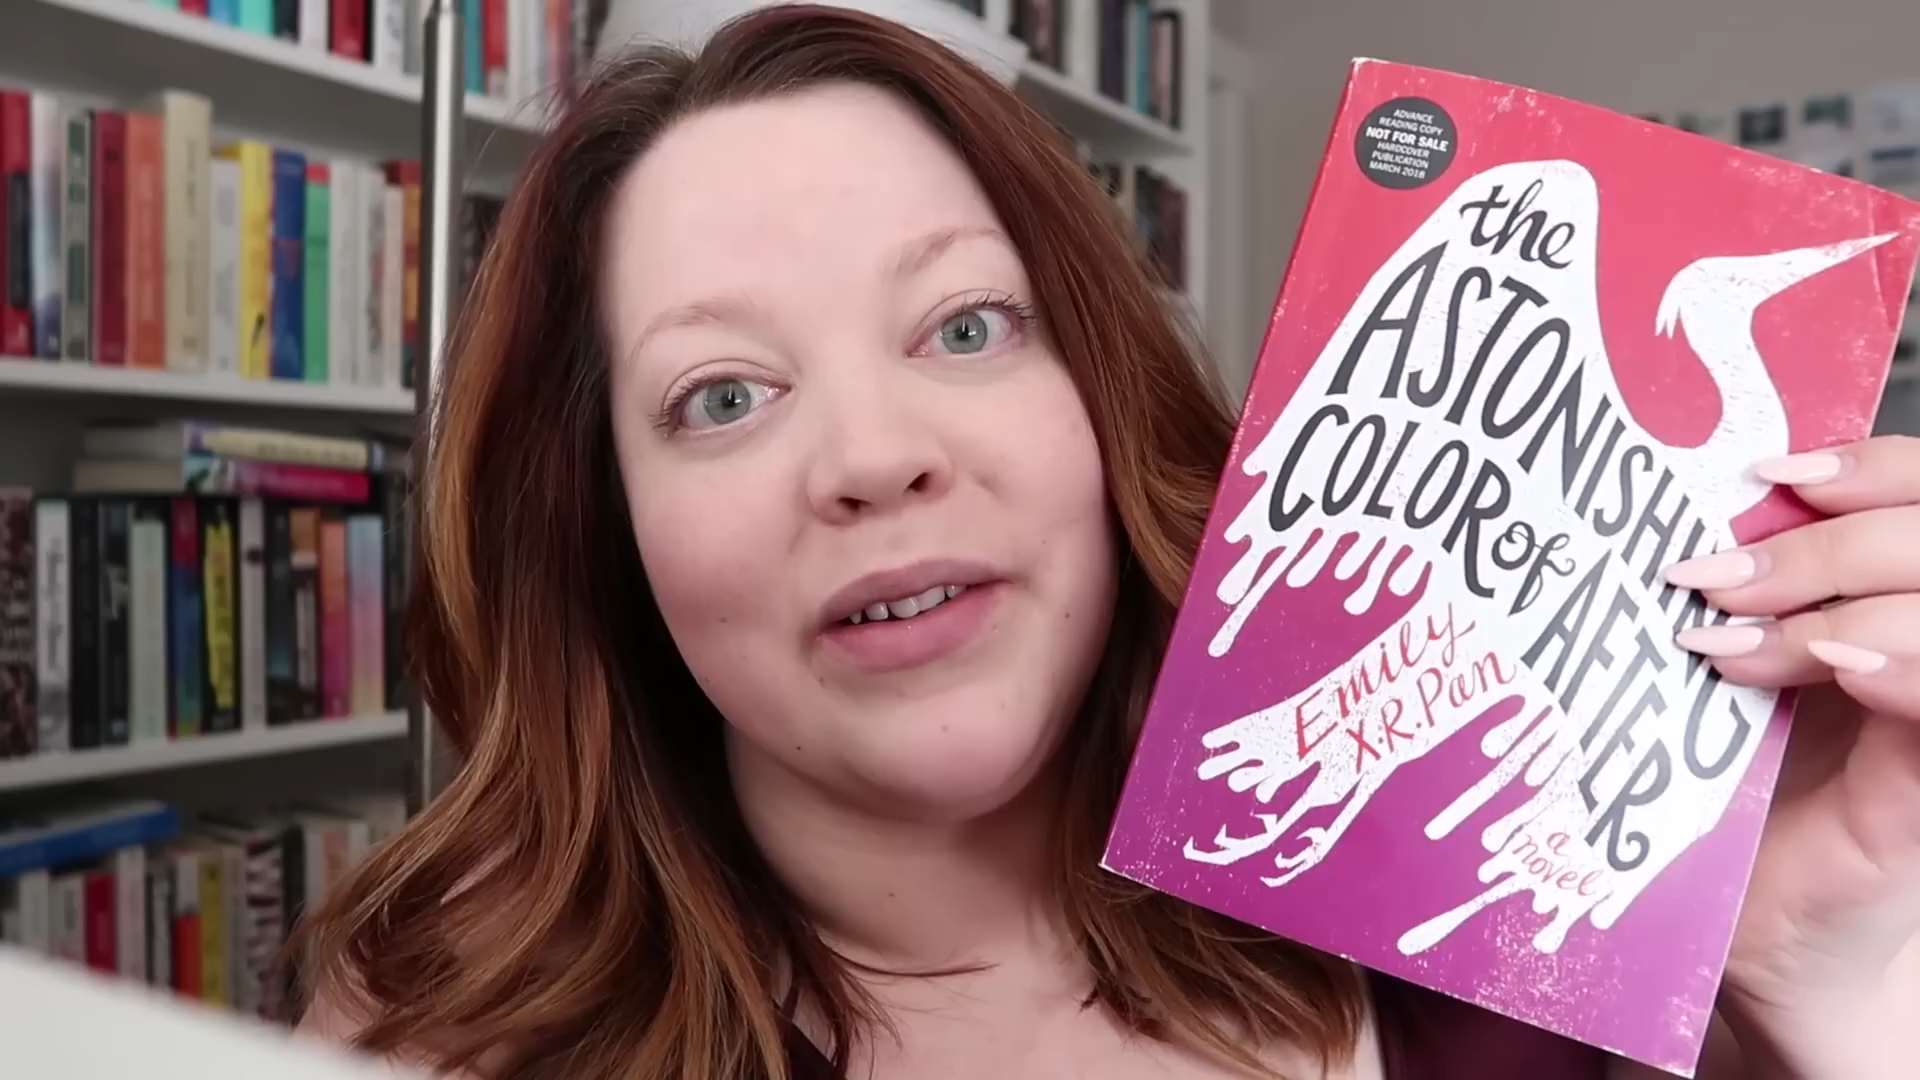 ADVANCE
READING COPY
NOT FOR SALE
HARDCOVER
PUBLICATION
MARCH 2018
the
ASTONISHING
COLOR of
AFTER
Emily
X.R. Pan
a
novel